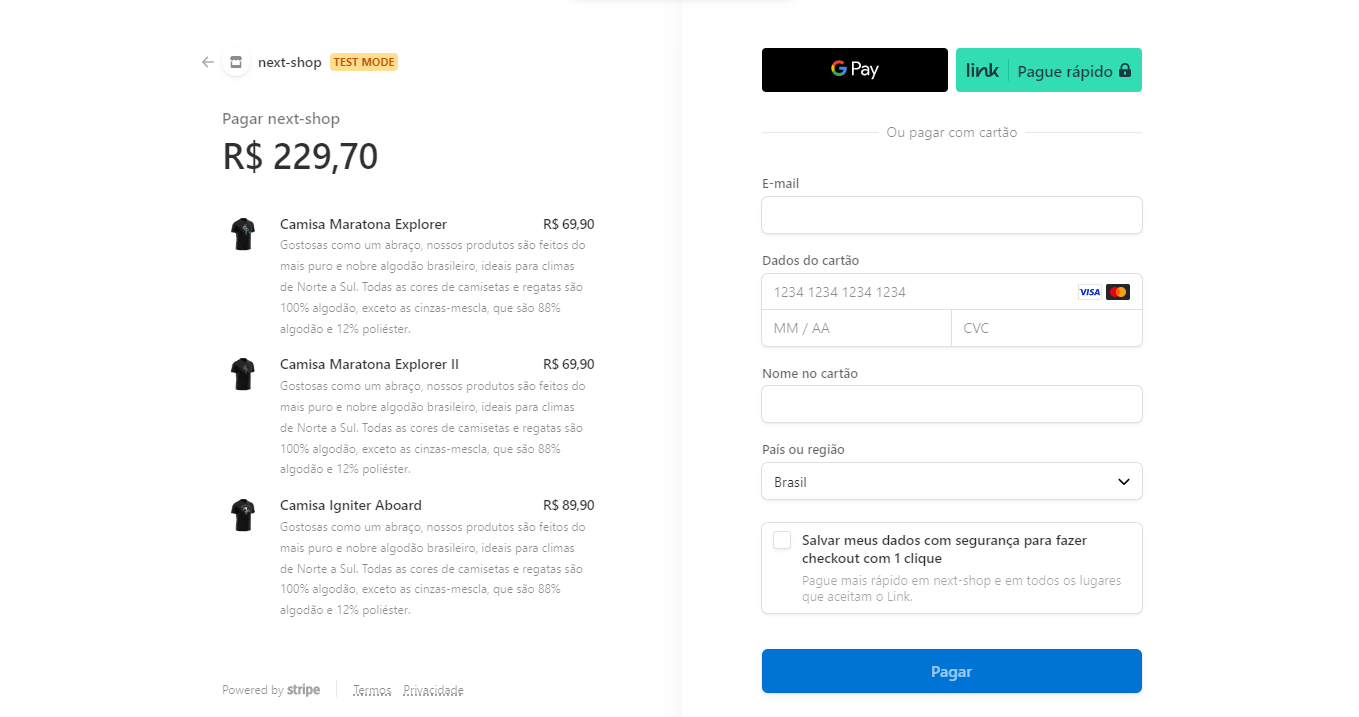 next-shop TEST MODE
Pagar next-shop
R$ 229,70
Camisa Maratona Explorer R$ 69,90
Gostosas como um abraço, nossos produtos são feitos do
mais puro e nobre algodão brasileiro, ideais para climas
de Norte a Sul. Todas as cores de camisetas e regatas são
100% algodão, exceto as cinzas-mescla, que são 88%
algodão e 12% poliéster.
Camisa Maratona Explorer II R$ 69,90
Gostosas como um abraço, nossos produtos são feitos do
mais puro e nobre algodão brasileiro, ideais para climas
de Norte a Sul. Todas as cores de camisetas e regatas são
100% algodão, exceto as cinzas-mescla, que são 88%
algodão e 12% poliéster.
Camisa Igniter Aboard R$ 89,90
Gostosas como um abraço, nossos produtos são feitos do
mais puro e nobre algodão brasileiro, ideais para climas
de Norte a Sul. Todas as cores de camisetas e regatas são
100% algodão, exceto as cinzas-mescla, que são 88%
algodão e 12% poliéster.
Powered by stripe Termos Privacidade
G Pay link Pague rápido
Ou pagar com cartão
E-mail
Dados do cartão
1234 1234 1234 1234 VISA
MM / AA CVC
Nome no cartão
País ou região
Brasil
Salvar meus dados com segurança para fazer
checkout com 1 clique
Pague mais rápido em next-shop e em todos os lugares
que aceitam o Link.
Pagar